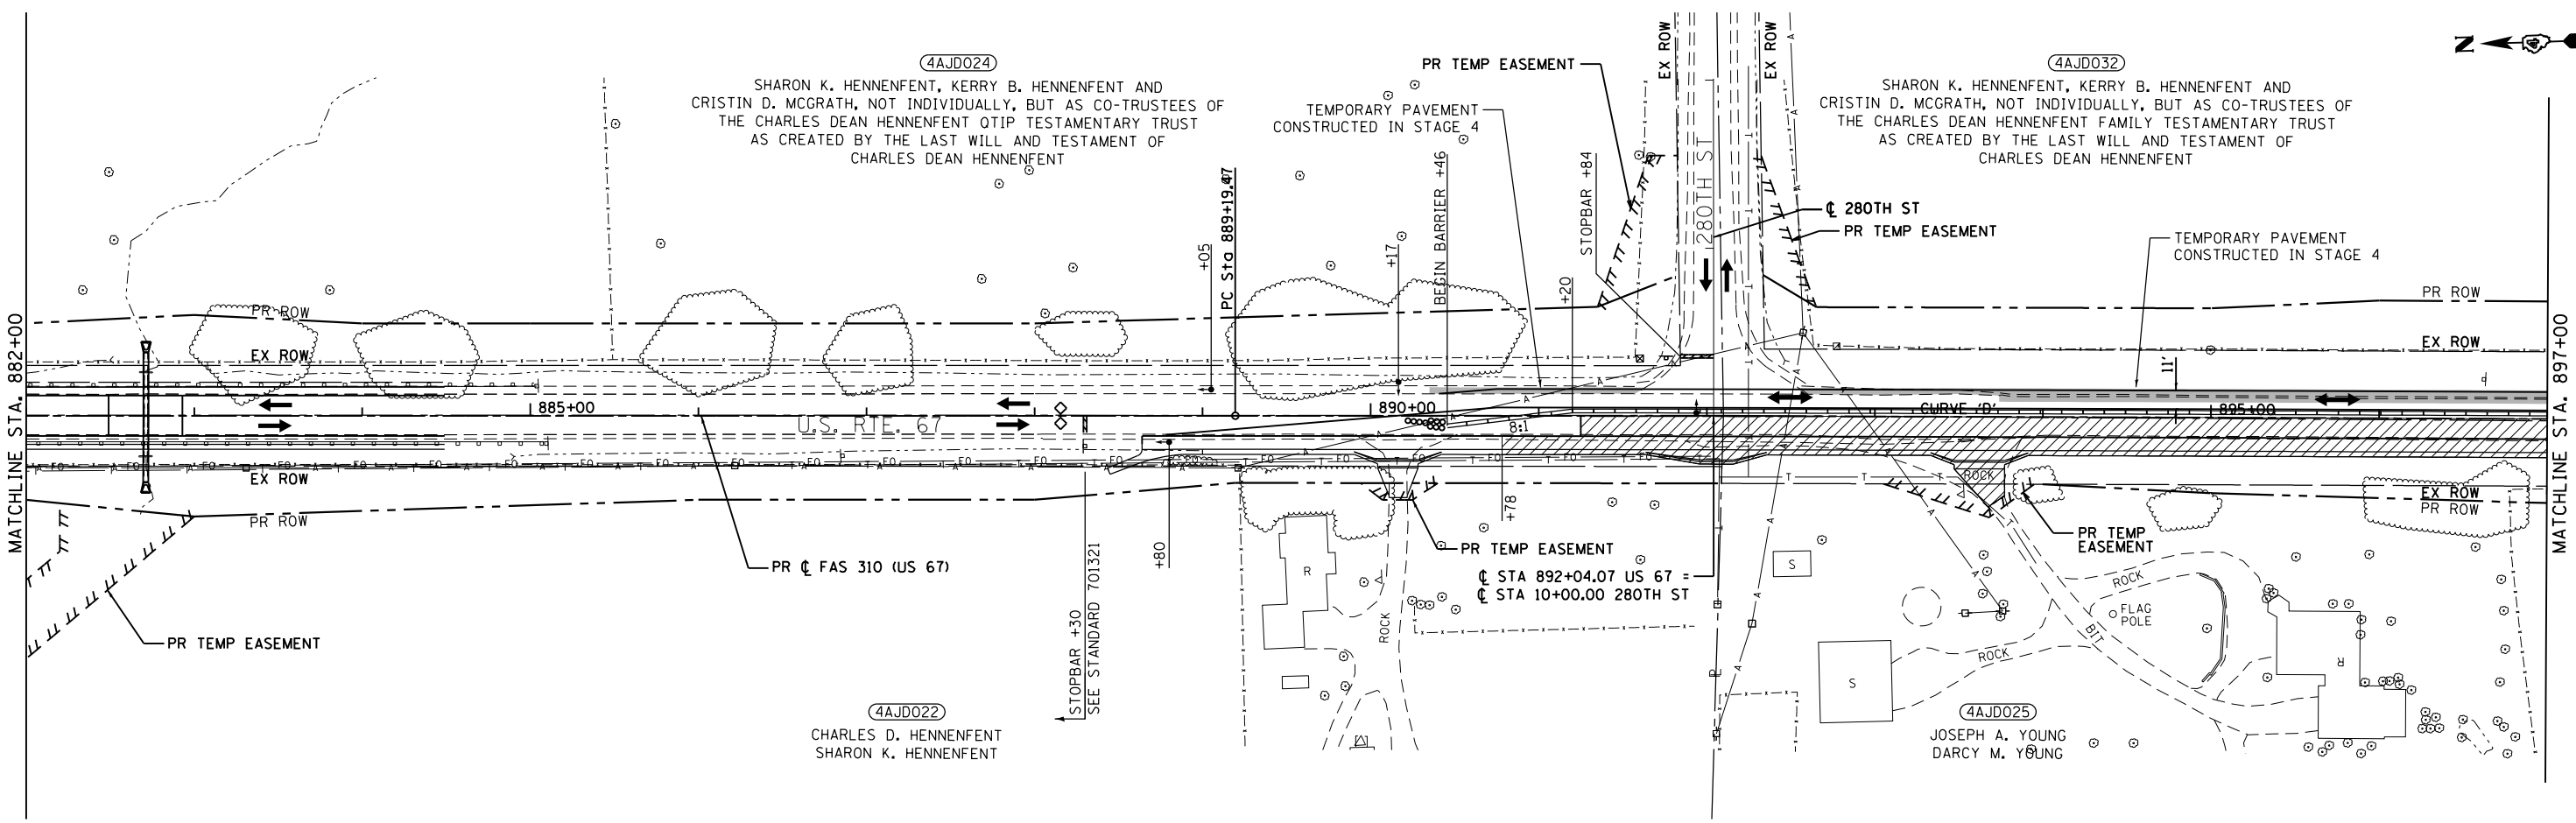 4AJD024
SHARON K. HENNENFENT, KERRY B. HENNENFENT AND
CRISTIN D. MCGRATH, NOT INDIVIDUALLY, BUT AS CO-TRUSTEES OF
THE CHARLES DEAN HENNENFENT QTIP TESTAMENTARY TRUST
AS CREATED BY THE LAST WILL AND TESTAMENT OF
CHARLES DEAN HENNENFENT
PR TEMP EASEMENT
TEMPORARY PAVEMENT
CONSTRUCTED IN STAGE 4
EX ROW
EX ROW
280TH ST
4AJD032
SHARON K. HENNENFENT, KERRY B. HENNENFENT AND
CRISTIN D. MCGRATH, NOT INDIVIDUALLY, BUT AS CO-TRUSTEES OF
THE CHARLES DEAN HENNENFENT FAMILY TESTAMENTARY TRUST
AS CREATED BY THE LAST WILL AND TESTAMENT OF
CHARLES DEAN HENNENFENT
N
℄ 280TH ST
PR TEMP EASEMENT
TEMPORARY PAVEMENT
CONSTRUCTED IN STAGE 4
+05
PC Sta 889+19.47
+17
BEGIN BARRIER +46
+20
STOPBAR +84
MATCHLINE STA. 882+00
PR ROW
EX ROW
PR ROW
EX ROW
11'
885+00
890+00
CURVE 'D'
895+00
U.S. RTE. 67
8:1
EX ROW
PR ROW
ROCK
EX ROW
PR ROW
MATCHLINE STA. 897+00
+78
+80
STOPBAR +30
SEE STANDARD 701321
PR ℄ FAS 310 (US 67)
PR TEMP EASEMENT
PR TEMP EASEMENT
℄ STA 892+04.07 US 67 =
℄ STA 10+00.00 280TH ST
PR TEMP
EASEMENT
R
ROCK
S
S
ROCK
ROCK
BIT
FLAG
POLE
R
4AJD022
CHARLES D. HENNENFENT
SHARON K. HENNENFENT
4AJD025
JOSEPH A. YOUNG
DARCY M. YOUNG